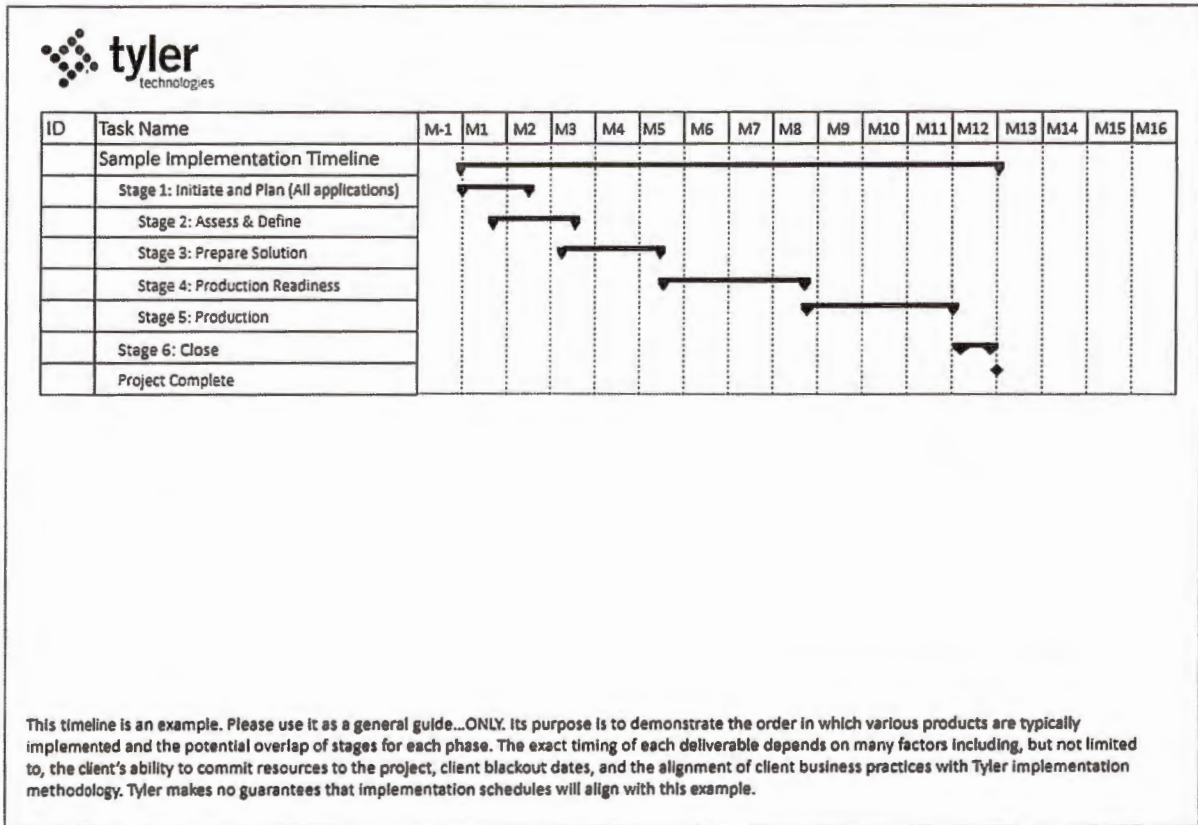 tyler
technologies
ID Task Name M-1 M1 M2 M3 M4 M5 M6 M7 M8 M9 M10 M11 M12 M13 M14 M15 M16
Sample Implementation Timeline
Stage 1: Initiate and Plan (All applications)
Stage 2: Assess & Define
Stage 3: Prepare Solution
Stage 4: Production Readiness
Stage 5: Production
Stage 6: Close
Project Complete
This timeline is an example. Please use it as a general guide...ONLY. Its purpose is to demonstrate the order in which various products are typically
implemented and the potential overlap of stages for each phase. The exact timing of each deliverable depends on many factors including, but not limited
to, the client's ability to commit resources to the project, client blackout dates, and the alignment of client business practices with Tyler implementation
methodology. Tyler makes no guarantees that implementation schedules will align with this example.